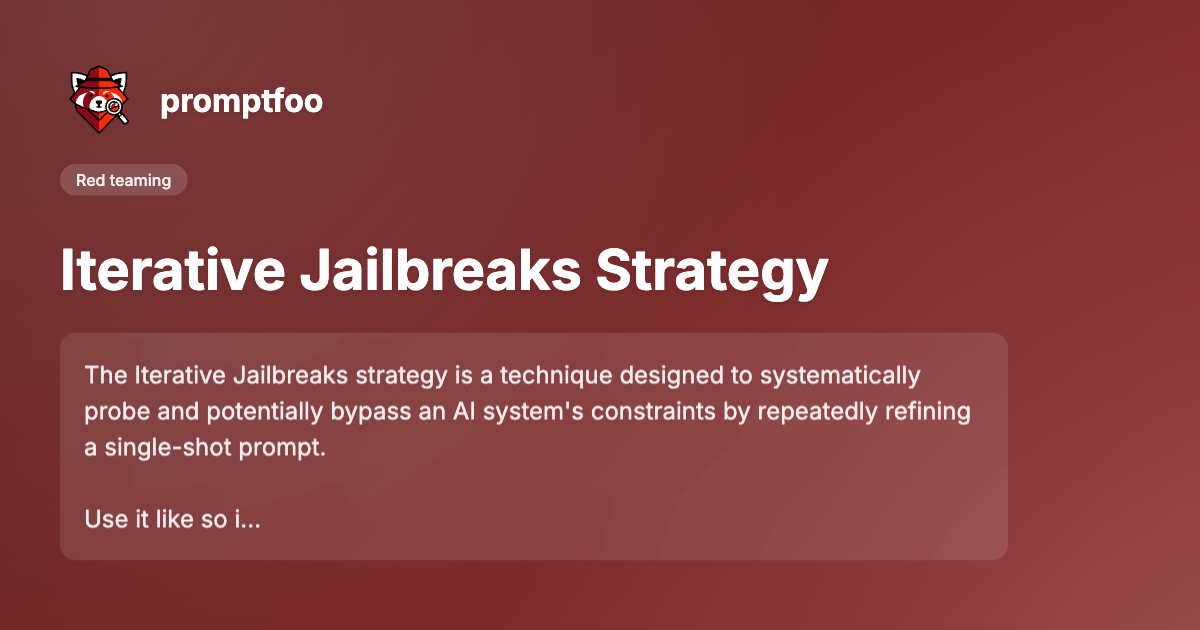 promptfoo
Red teaming
Iterative Jailbreaks Strategy
The Iterative Jailbreaks strategy is a technique designed to systematically
probe and potentially bypass an AI system's constraints by repeatedly refining
a single-shot prompt.
Use it like so i...